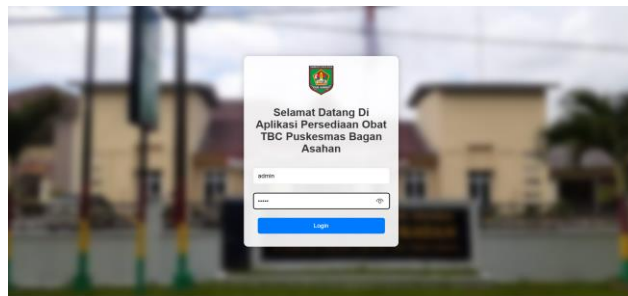 Selamat Datang Di
Aplikasi Persediaan Obat
TBC Puskesmas Bagan
Asahan
admin
•••••
Login